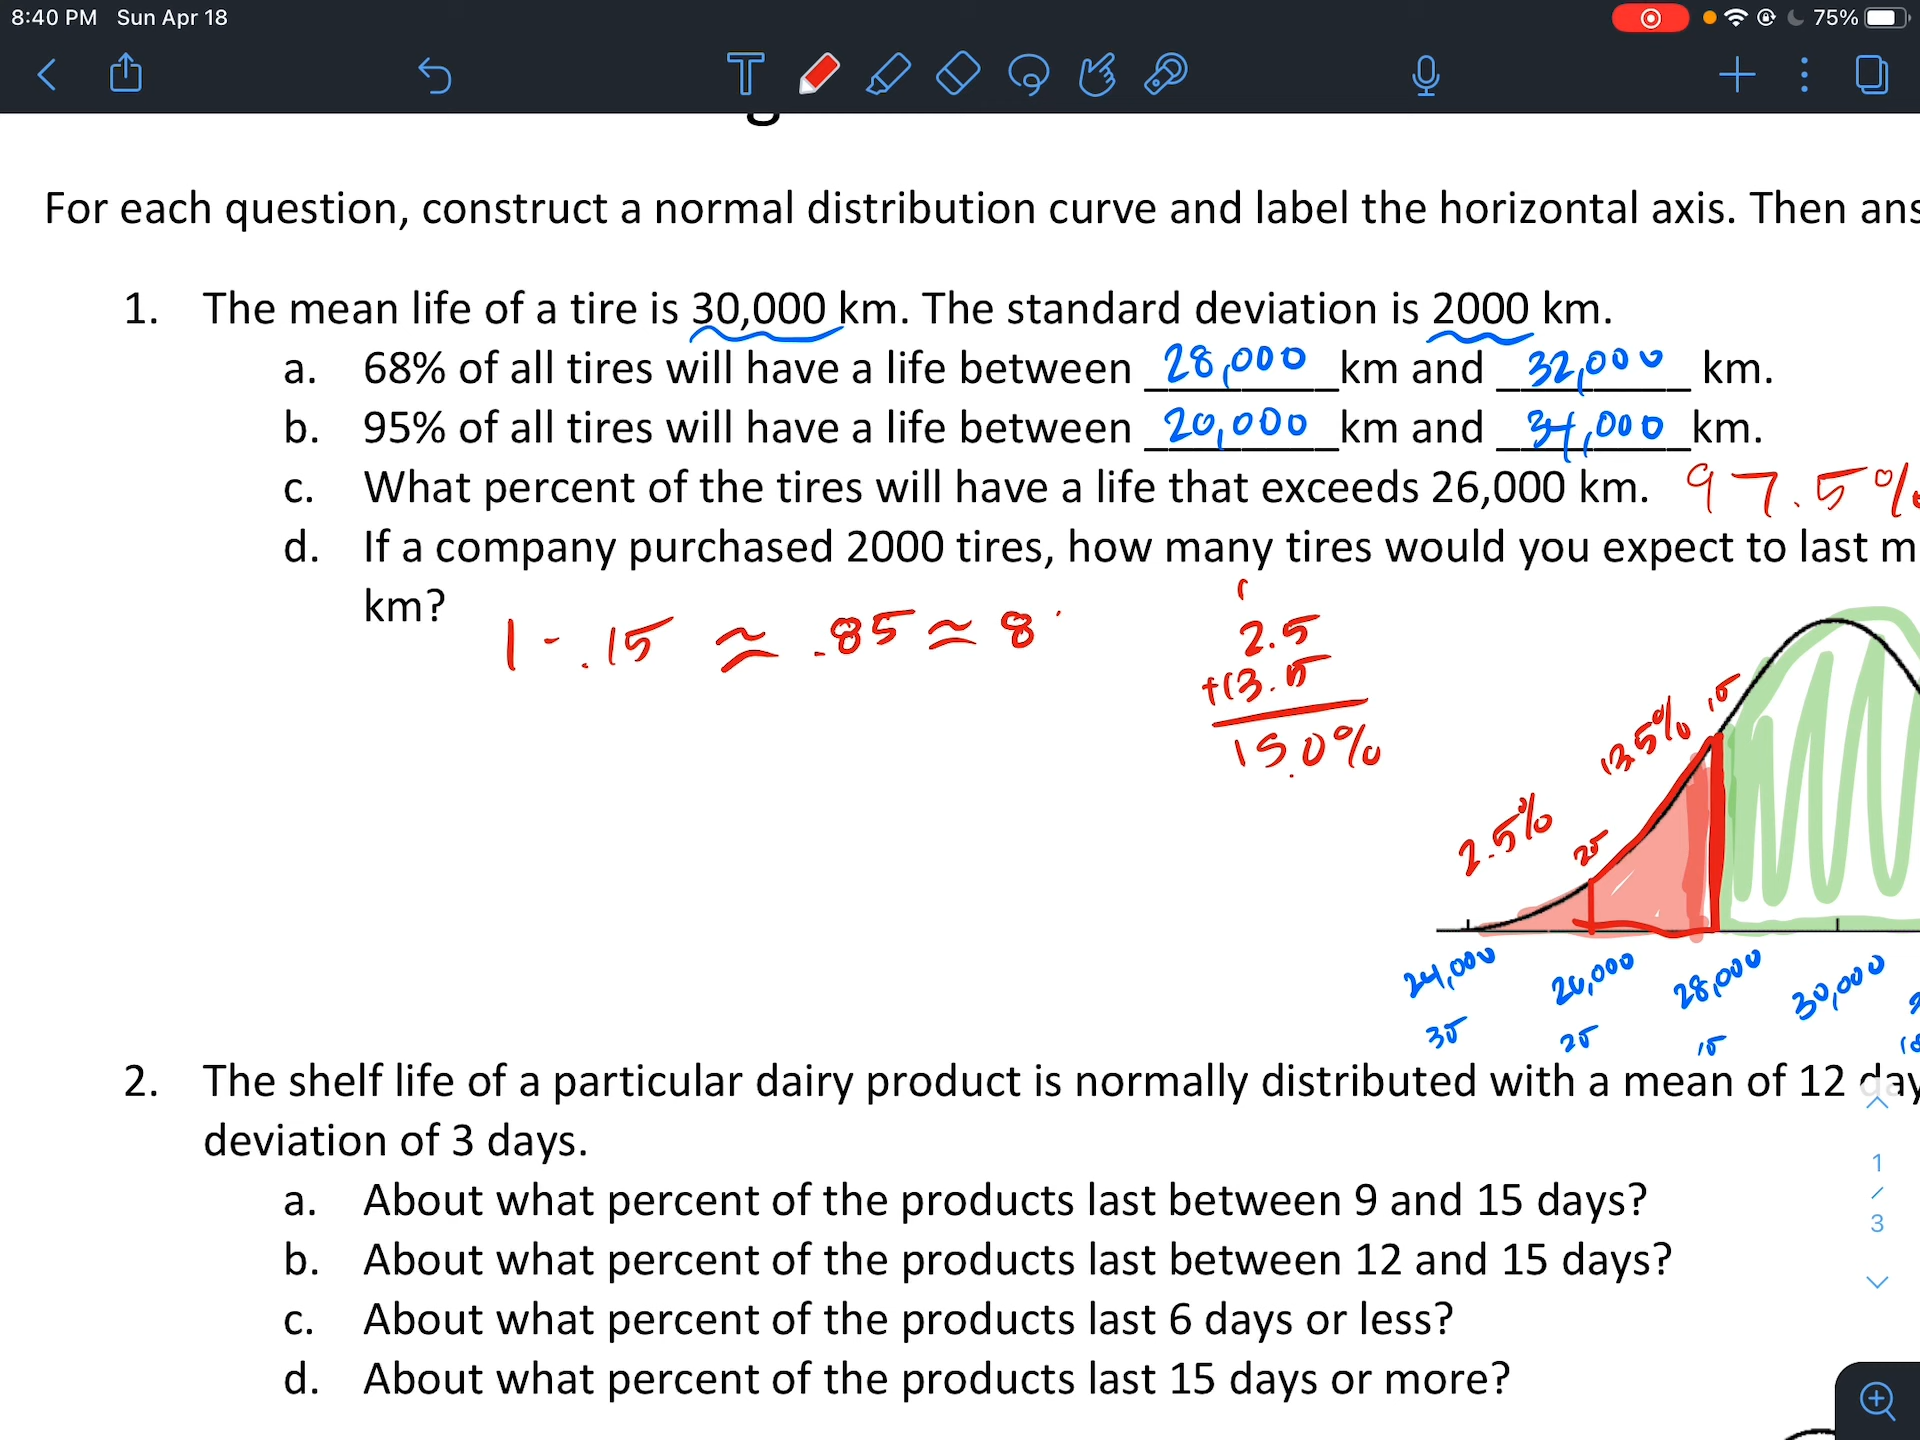 8:40 PM Sun Apr 18
75%
For each question, construct a normal distribution curve and label the horizontal axis. Then ans
1. The mean life of a tire is 30,000 km. The standard deviation is 2000 km.
a. 68% of all tires will have a life between 28,000 km and 32,000 km.
b. 95% of all tires will have a life between 26,000 km and 34,000 km.
c. What percent of the tires will have a life that exceeds 26,000 km. 97.5%
d. If a company purchased 2000 tires, how many tires would you expect to last m
km?
1 - .15 ≈ .85 ≈ 8
1
2.5
+13.5
15.0%
2.5% 2σ 13.5% 1σ
24,000 26,000 28,000 30,000
3σ 2σ 1σ
2. The shelf life of a particular dairy product is normally distributed with a mean of 12 day
deviation of 3 days.
a. About what percent of the products last between 9 and 15 days?
b. About what percent of the products last between 12 and 15 days?
c. About what percent of the products last 6 days or less?
d. About what percent of the products last 15 days or more?
1
/
3